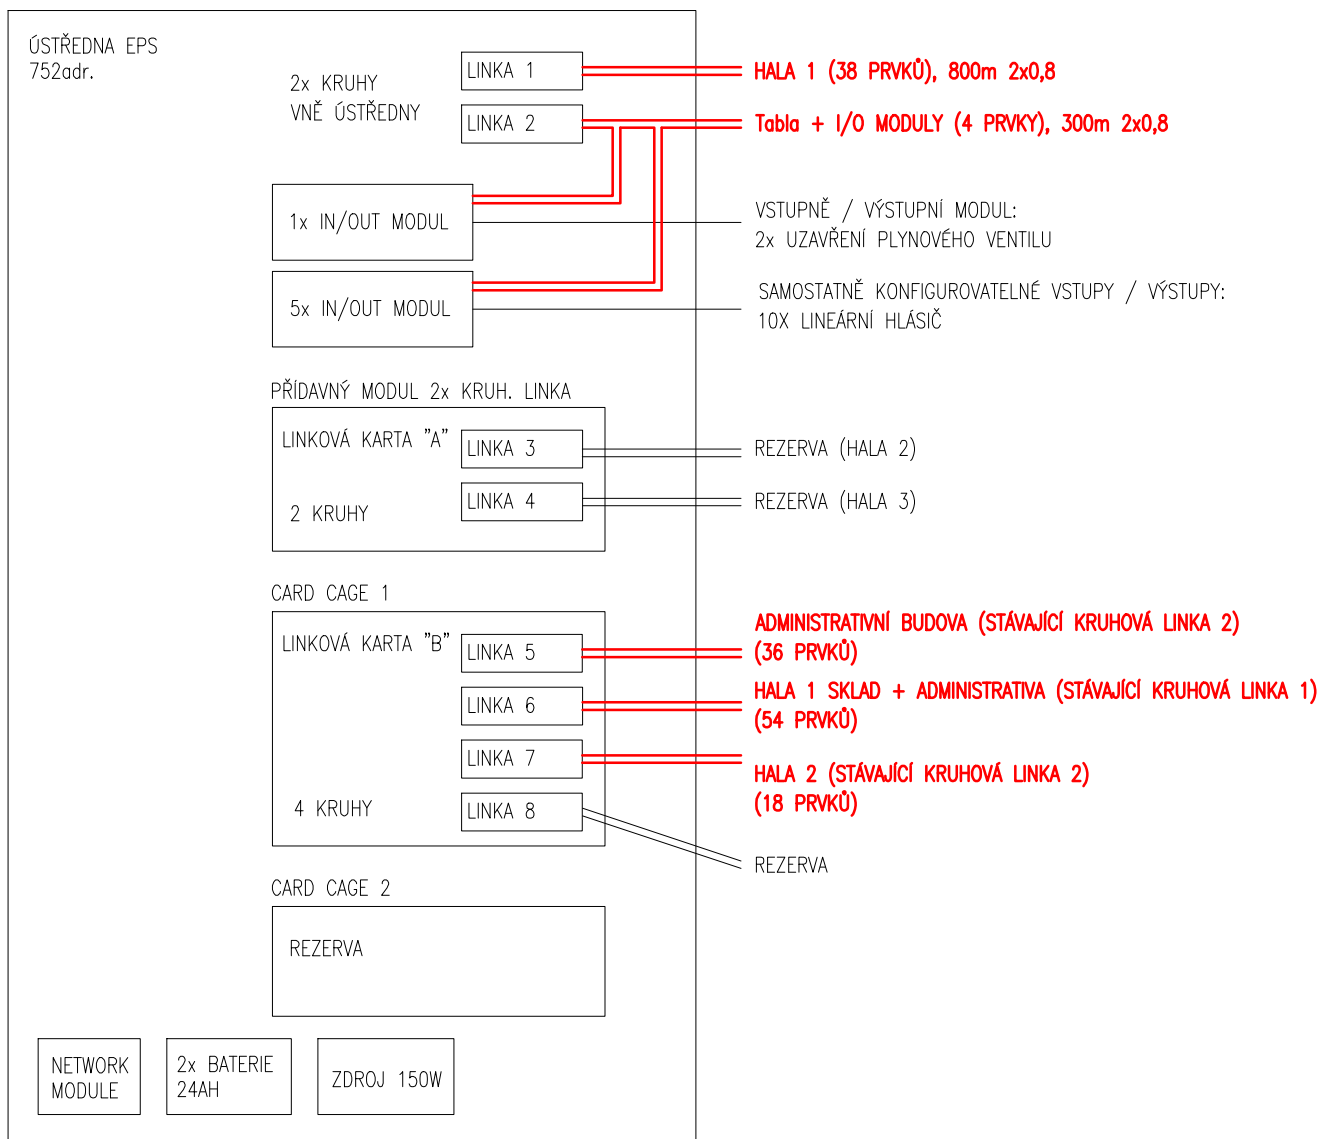 ÚSTŘEDNA EPS
752adr.
2x KRUHY
VNĚ ÚSTŘEDNY
LINKA 1
HALA 1 (38 PRVKŮ), 800m 2x0,8
LINKA 2
Tabla + I/O MODULY (4 PRVKY), 300m 2x0,8
1x IN/OUT MODUL
VSTUPNĚ / VÝSTUPNÍ MODUL:
2x UZAVŘENÍ PLYNOVÉHO VENTILU
5x IN/OUT MODUL
SAMOSTATNĚ KONFIGUROVATELNÉ VSTUPY / VÝSTUPY:
10X LINEÁRNÍ HLÁSIČ
PŘÍDAVNÝ MODUL 2x KRUH. LINKA
LINKOVÁ KARTA "A"
LINKA 3
REZERVA (HALA 2)
2 KRUHY
LINKA 4
REZERVA (HALA 3)
CARD CAGE 1
LINKOVÁ KARTA "B"
LINKA 5
ADMINISTRATIVNÍ BUDOVA (STÁVAJÍCÍ KRUHOVÁ LINKA 2)
(36 PRVKŮ)
LINKA 6
HALA 1 SKLAD + ADMINISTRATIVA (STÁVAJÍCÍ KRUHOVÁ LINKA 1)
(54 PRVKŮ)
LINKA 7
HALA 2 (STÁVAJÍCÍ KRUHOVÁ LINKA 2)
(18 PRVKŮ)
4 KRUHY
LINKA 8
REZERVA
CARD CAGE 2
REZERVA
NETWORK
MODULE
2x BATERIE
24AH
ZDROJ 150W